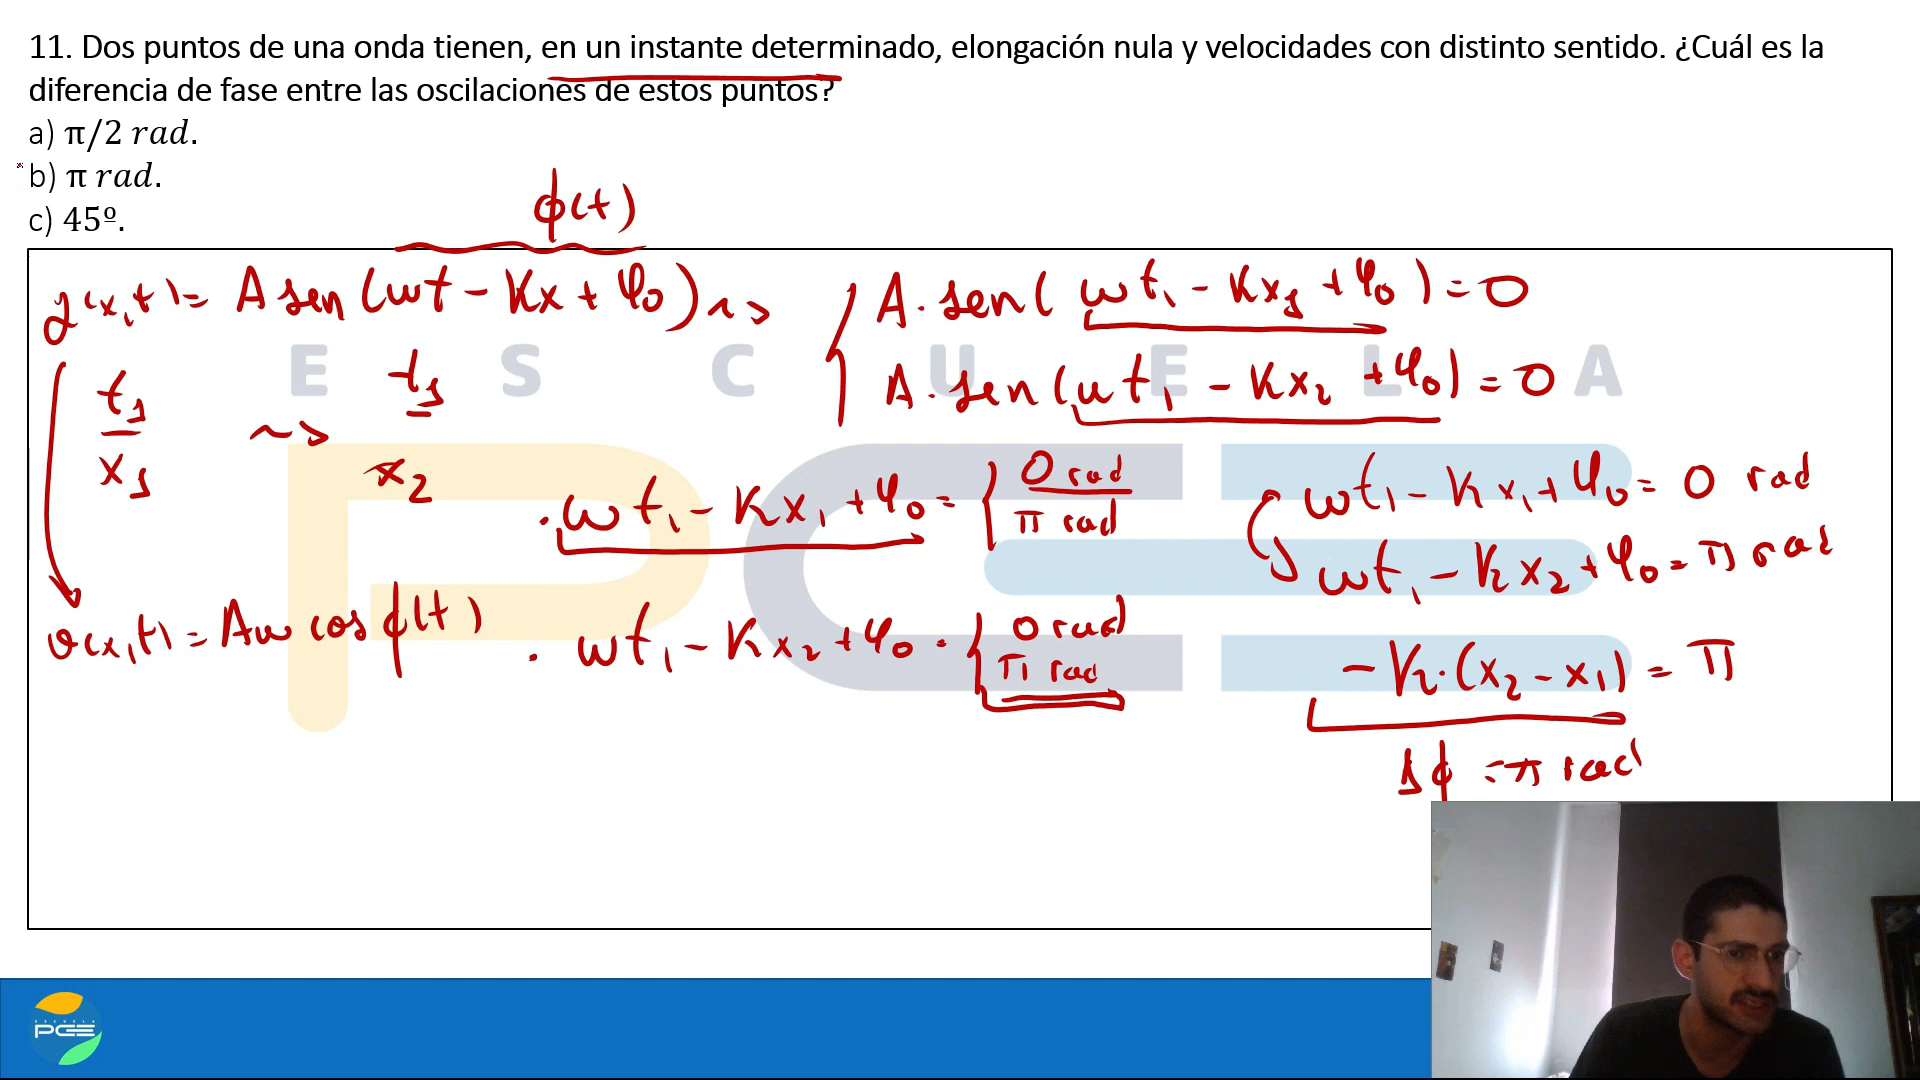 11. Dos puntos de una onda tienen, en un instante determinado, elongación nula y velocidades con distinto sentido. ¿Cuál es la
diferencia de fase entre las oscilaciones de estos puntos?
a) π/2 rad.
b) π rad.
c) 45º.
ϕ(t)
y(x,t) = A sen(ωt - Kx + φ0) ~>
A. sen( ωt1 - Kx1 + φ0 ) = 0
A. sen( ωt1 - Kx2 + φ0 ) = 0
E S C U E L A
t1 ~> t1
x1 x2
. ωt1 - Kx1 + φ0 = { 0 rad
π rad
ωt1 - Kx1 + φ0 = 0 rad
ωt1 - Kx2 + φ0 = π rad
v(x,t) = Aω cos ϕ(t)
. ωt1 - Kx2 + φ0 = { 0 rad
π rad
- K.(x2 - x1) = π
Δϕ = π rad
PCE
ESCUELA
PCE